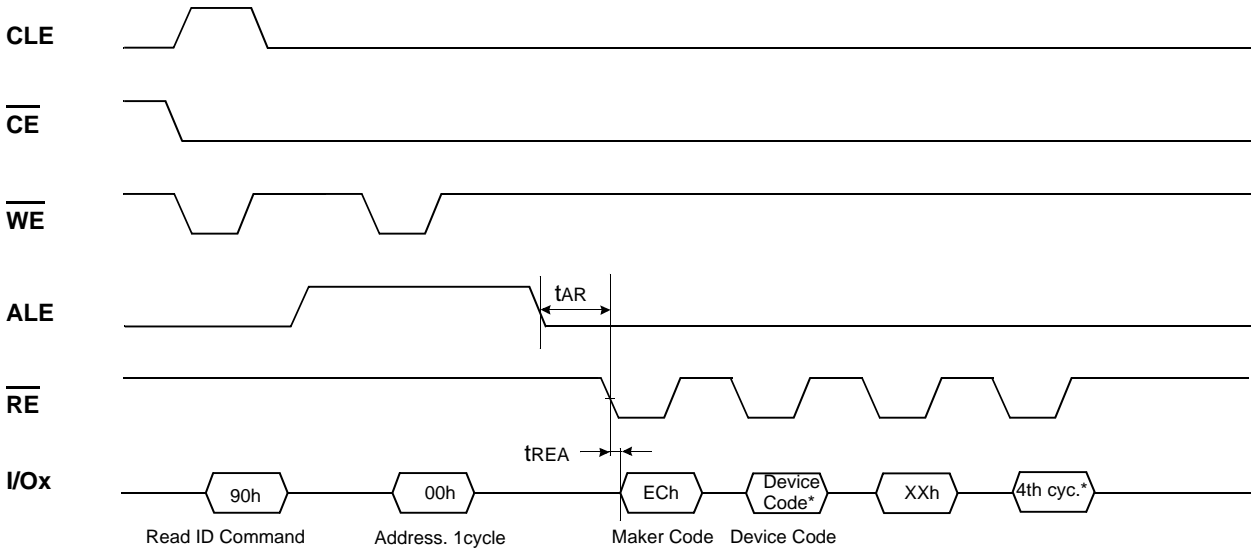 CLE
CE
WE
ALE
tAR
RE
tREA
I/Ox
90h
00h
ECh
Device
Code*
XXh
4th cyc.*
Read ID Command
Address. 1cycle
Maker Code
Device Code